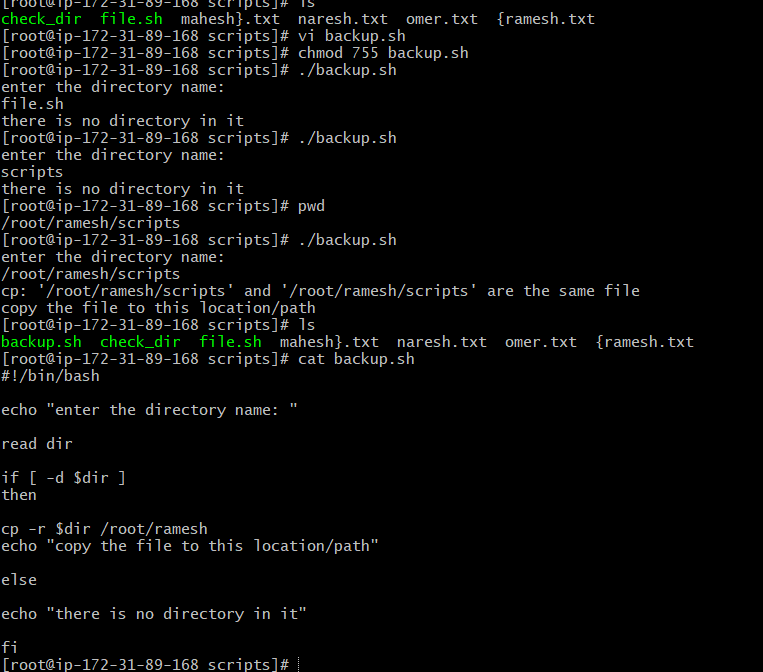 [root@ip-172-31-89-168 scripts]# ls
check_dir  file.sh  mahesh}.txt  naresh.txt  omer.txt  {ramesh.txt
[root@ip-172-31-89-168 scripts]# vi backup.sh
[root@ip-172-31-89-168 scripts]# chmod 755 backup.sh
[root@ip-172-31-89-168 scripts]# ./backup.sh
enter the directory name:
file.sh
there is no directory in it
[root@ip-172-31-89-168 scripts]# ./backup.sh
enter the directory name:
scripts
there is no directory in it
[root@ip-172-31-89-168 scripts]# pwd
/root/ramesh/scripts
[root@ip-172-31-89-168 scripts]# ./backup.sh
enter the directory name:
/root/ramesh/scripts
cp: '/root/ramesh/scripts' and '/root/ramesh/scripts' are the same file
copy the file to this location/path
[root@ip-172-31-89-168 scripts]# ls
backup.sh  check_dir  file.sh  mahesh}.txt  naresh.txt  omer.txt  {ramesh.txt
[root@ip-172-31-89-168 scripts]# cat backup.sh
#!/bin/bash
echo "enter the directory name: "
read dir
if [ -d $dir ]
then
cp -r $dir /root/ramesh
echo "copy the file to this location/path"
else
echo "there is no directory in it"
fi
[root@ip-172-31-89-168 scripts]#